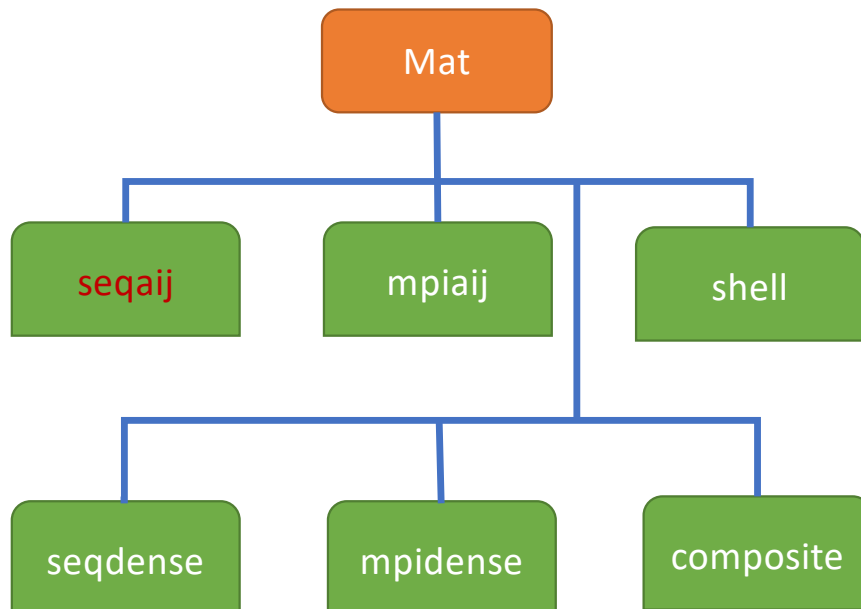 Mat
seqaij
mpiaij
shell
seqdense
mpidense
composite